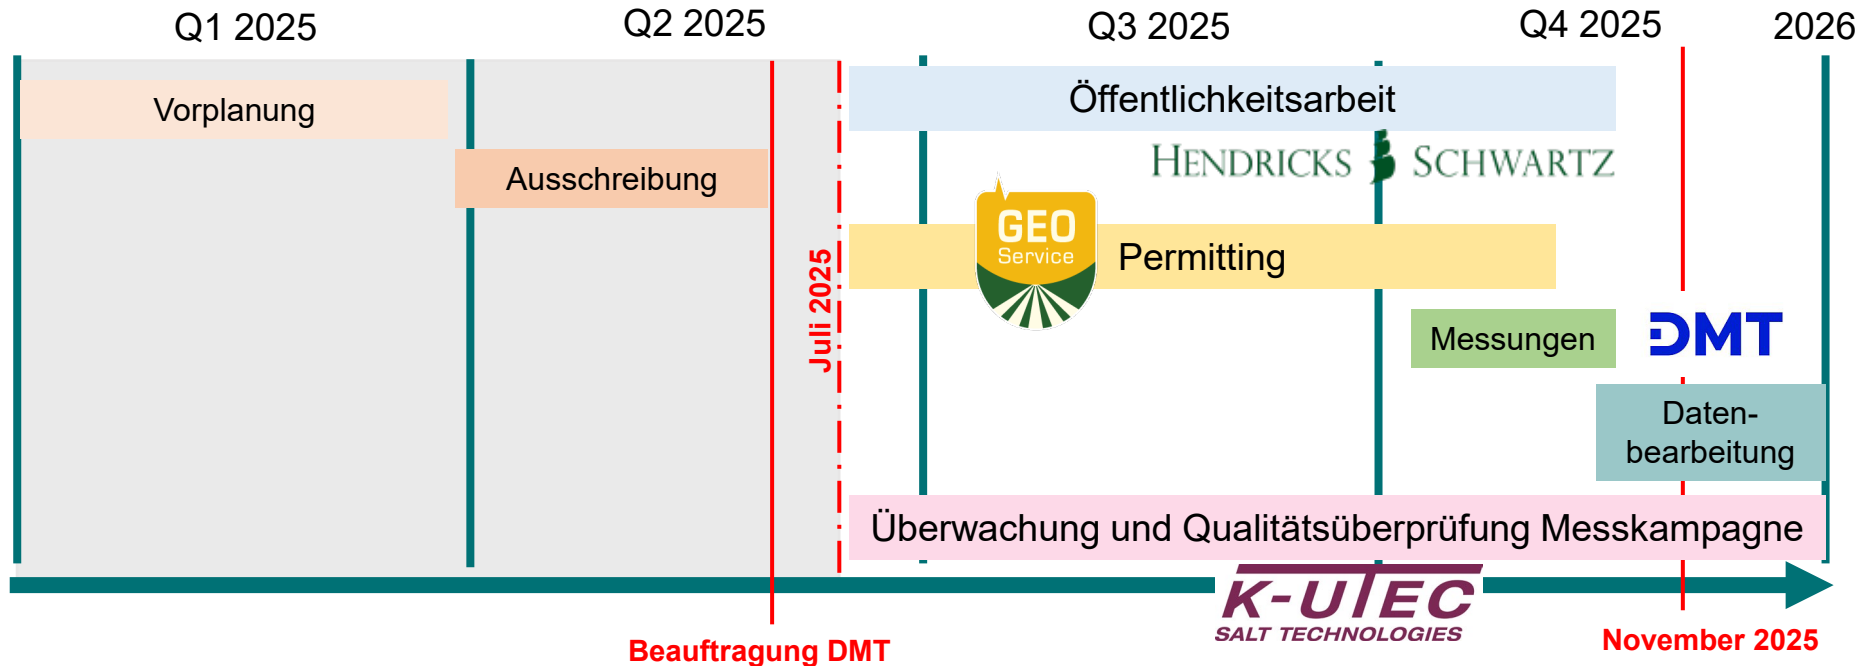 Q1 2025
Q2 2025
Q3 2025
Q4 2025
2026
Vorplanung
Öffentlichkeitsarbeit
HENDRICKS SCHWARTZ
Ausschreibung
GEO
Service
Permitting
Juli 2025
Messungen
DMT
Daten-
bearbeitung
Überwachung und Qualitätsüberprüfung Messkampagne
K-UTEC
SALT TECHNOLOGIES
Beauftragung DMT
November 2025